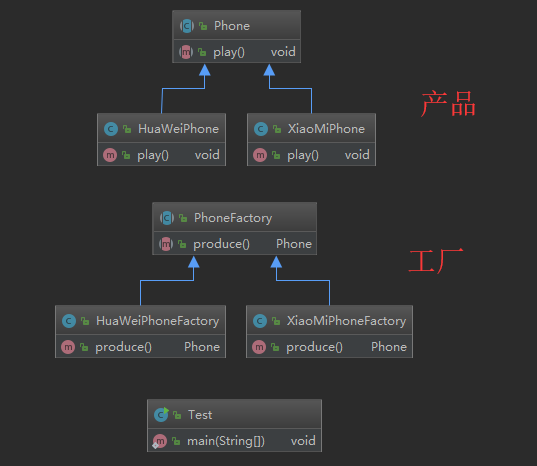 Phone
play() void
产品
HuaWeiPhone
play() void
XiaoMiPhone
play() void
PhoneFactory
produce() Phone
工厂
HuaWeiPhoneFactory
produce() Phone
XiaoMiPhoneFactory
produce() Phone
Test
main(String[]) void